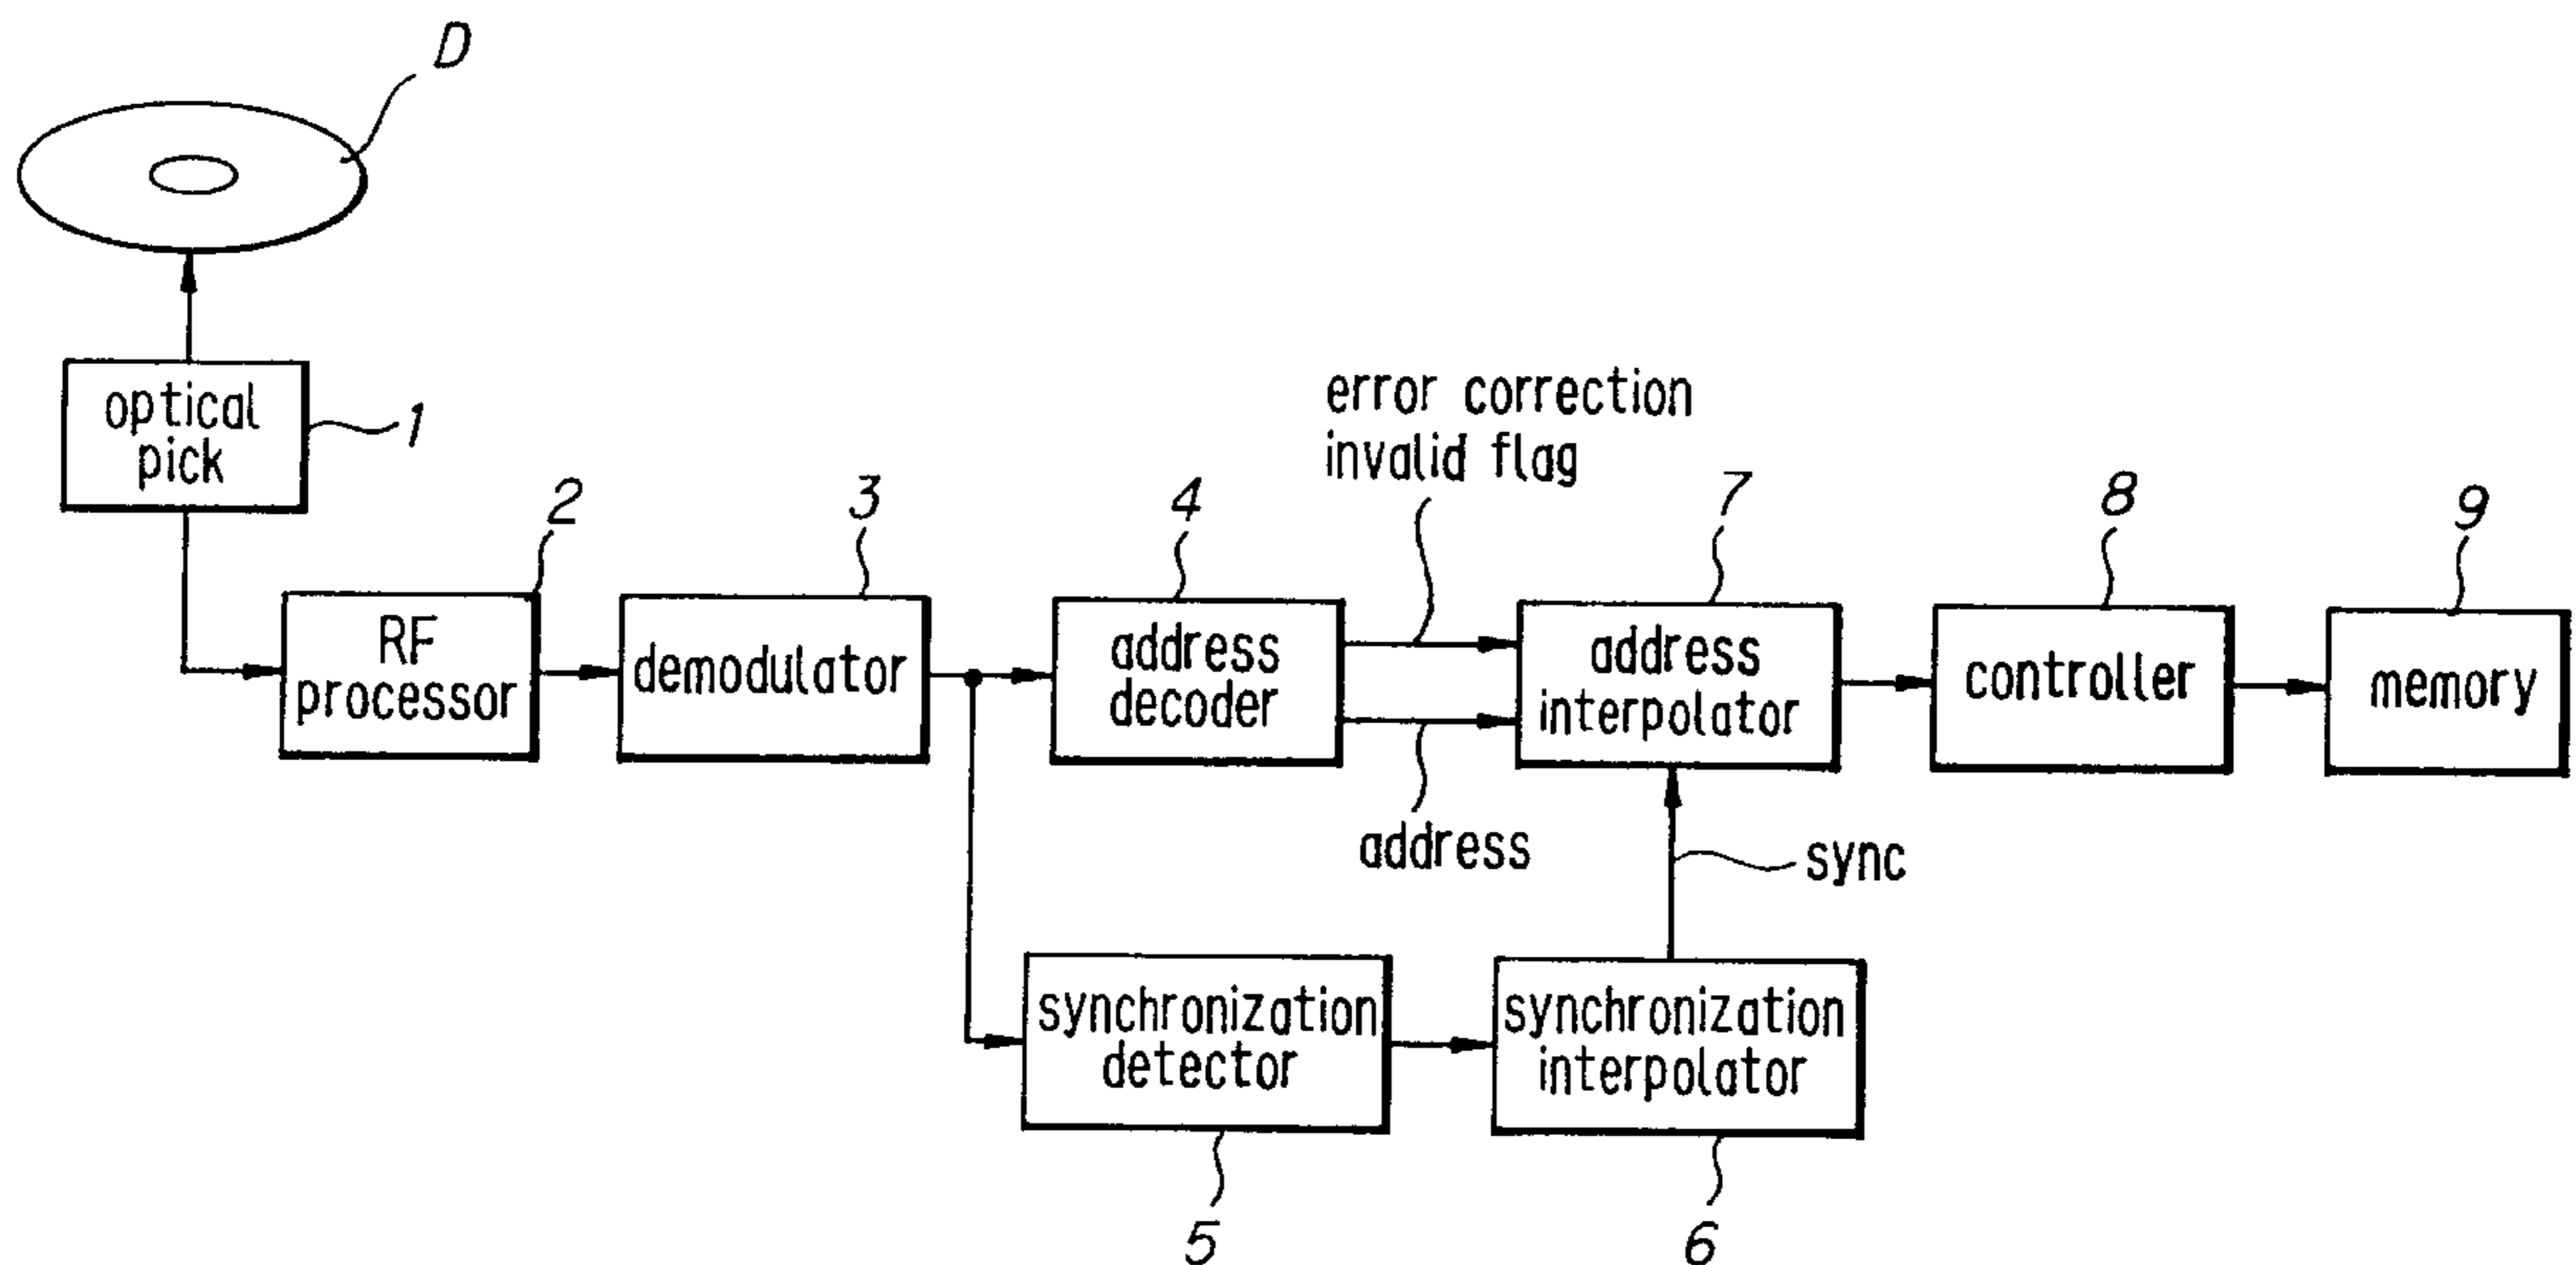 D
optical
pick
1
2
3
4
error correction
invalid flag
7
8
9
RF
processor
demodulator
address
decoder
address
interpolator
controller
memory
address
sync
synchronization
detector
synchronization
interpolator
5
6